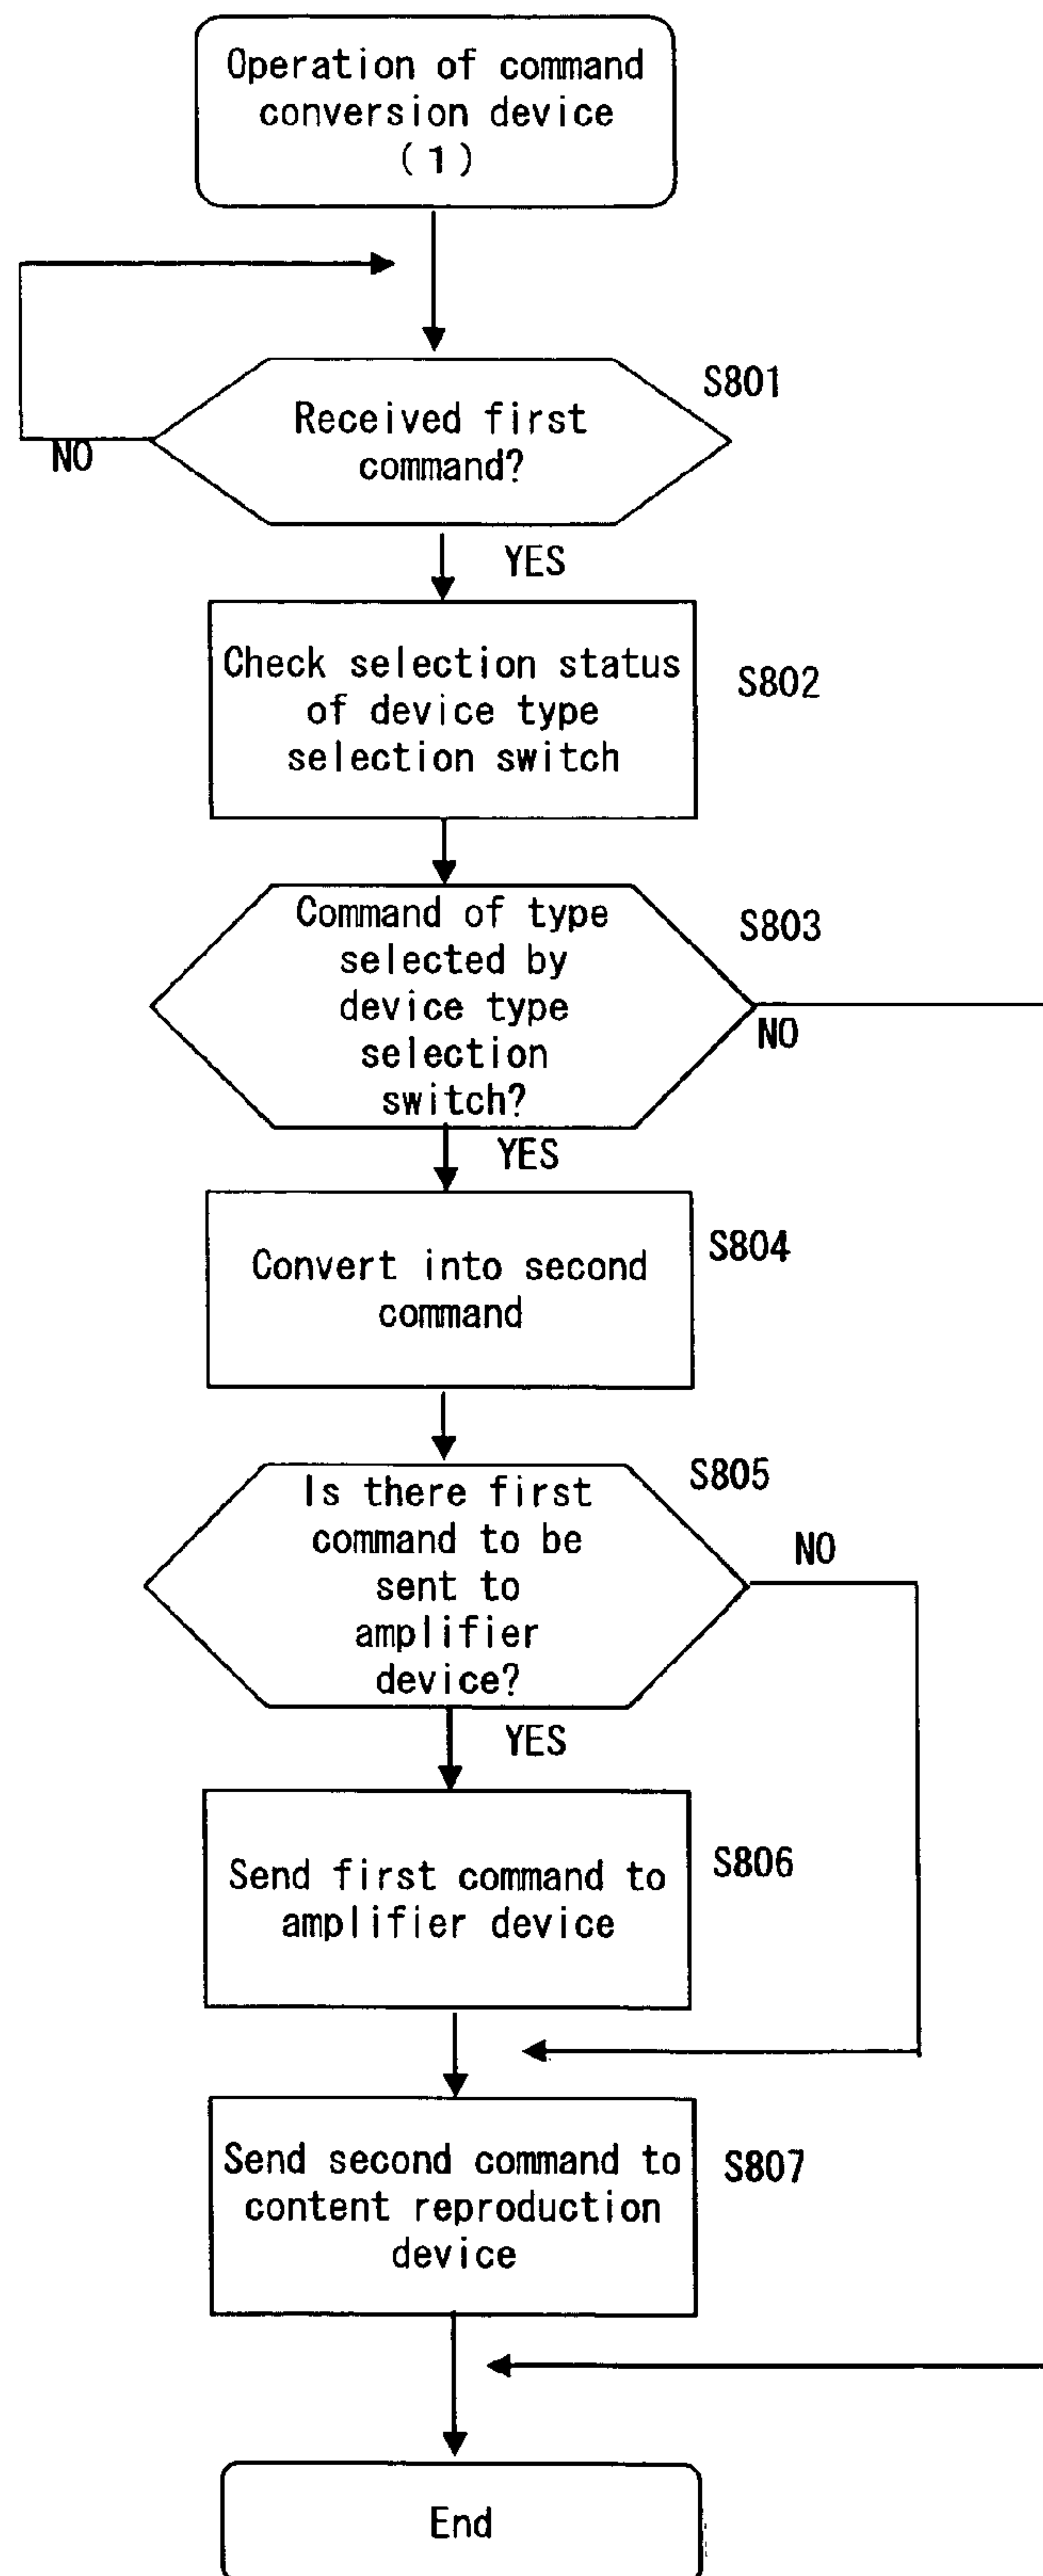 Operation of command
conversion device
(1)
S801
Received first
command?
NO
YES
Check selection status
of device type
selection switch
S802
Command of type
selected by
device type
selection
switch?
S803
NO
YES
Convert into second
command
S804
Is there first
command to be
sent to
amplifier
device?
S805
NO
YES
Send first command to
amplifier device
S806
Send second command to
content reproduction
device
S807
End